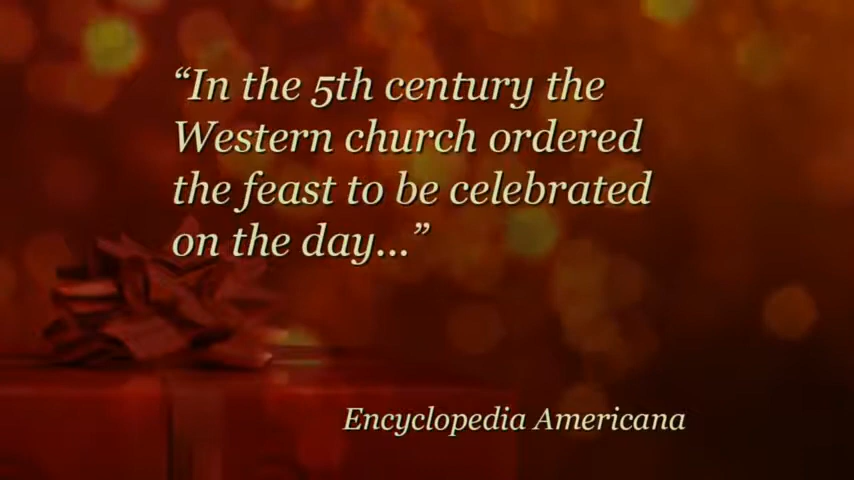 “In the 5th century the
Western church ordered
the feast to be celebrated
on the day...”
Encyclopedia Americana